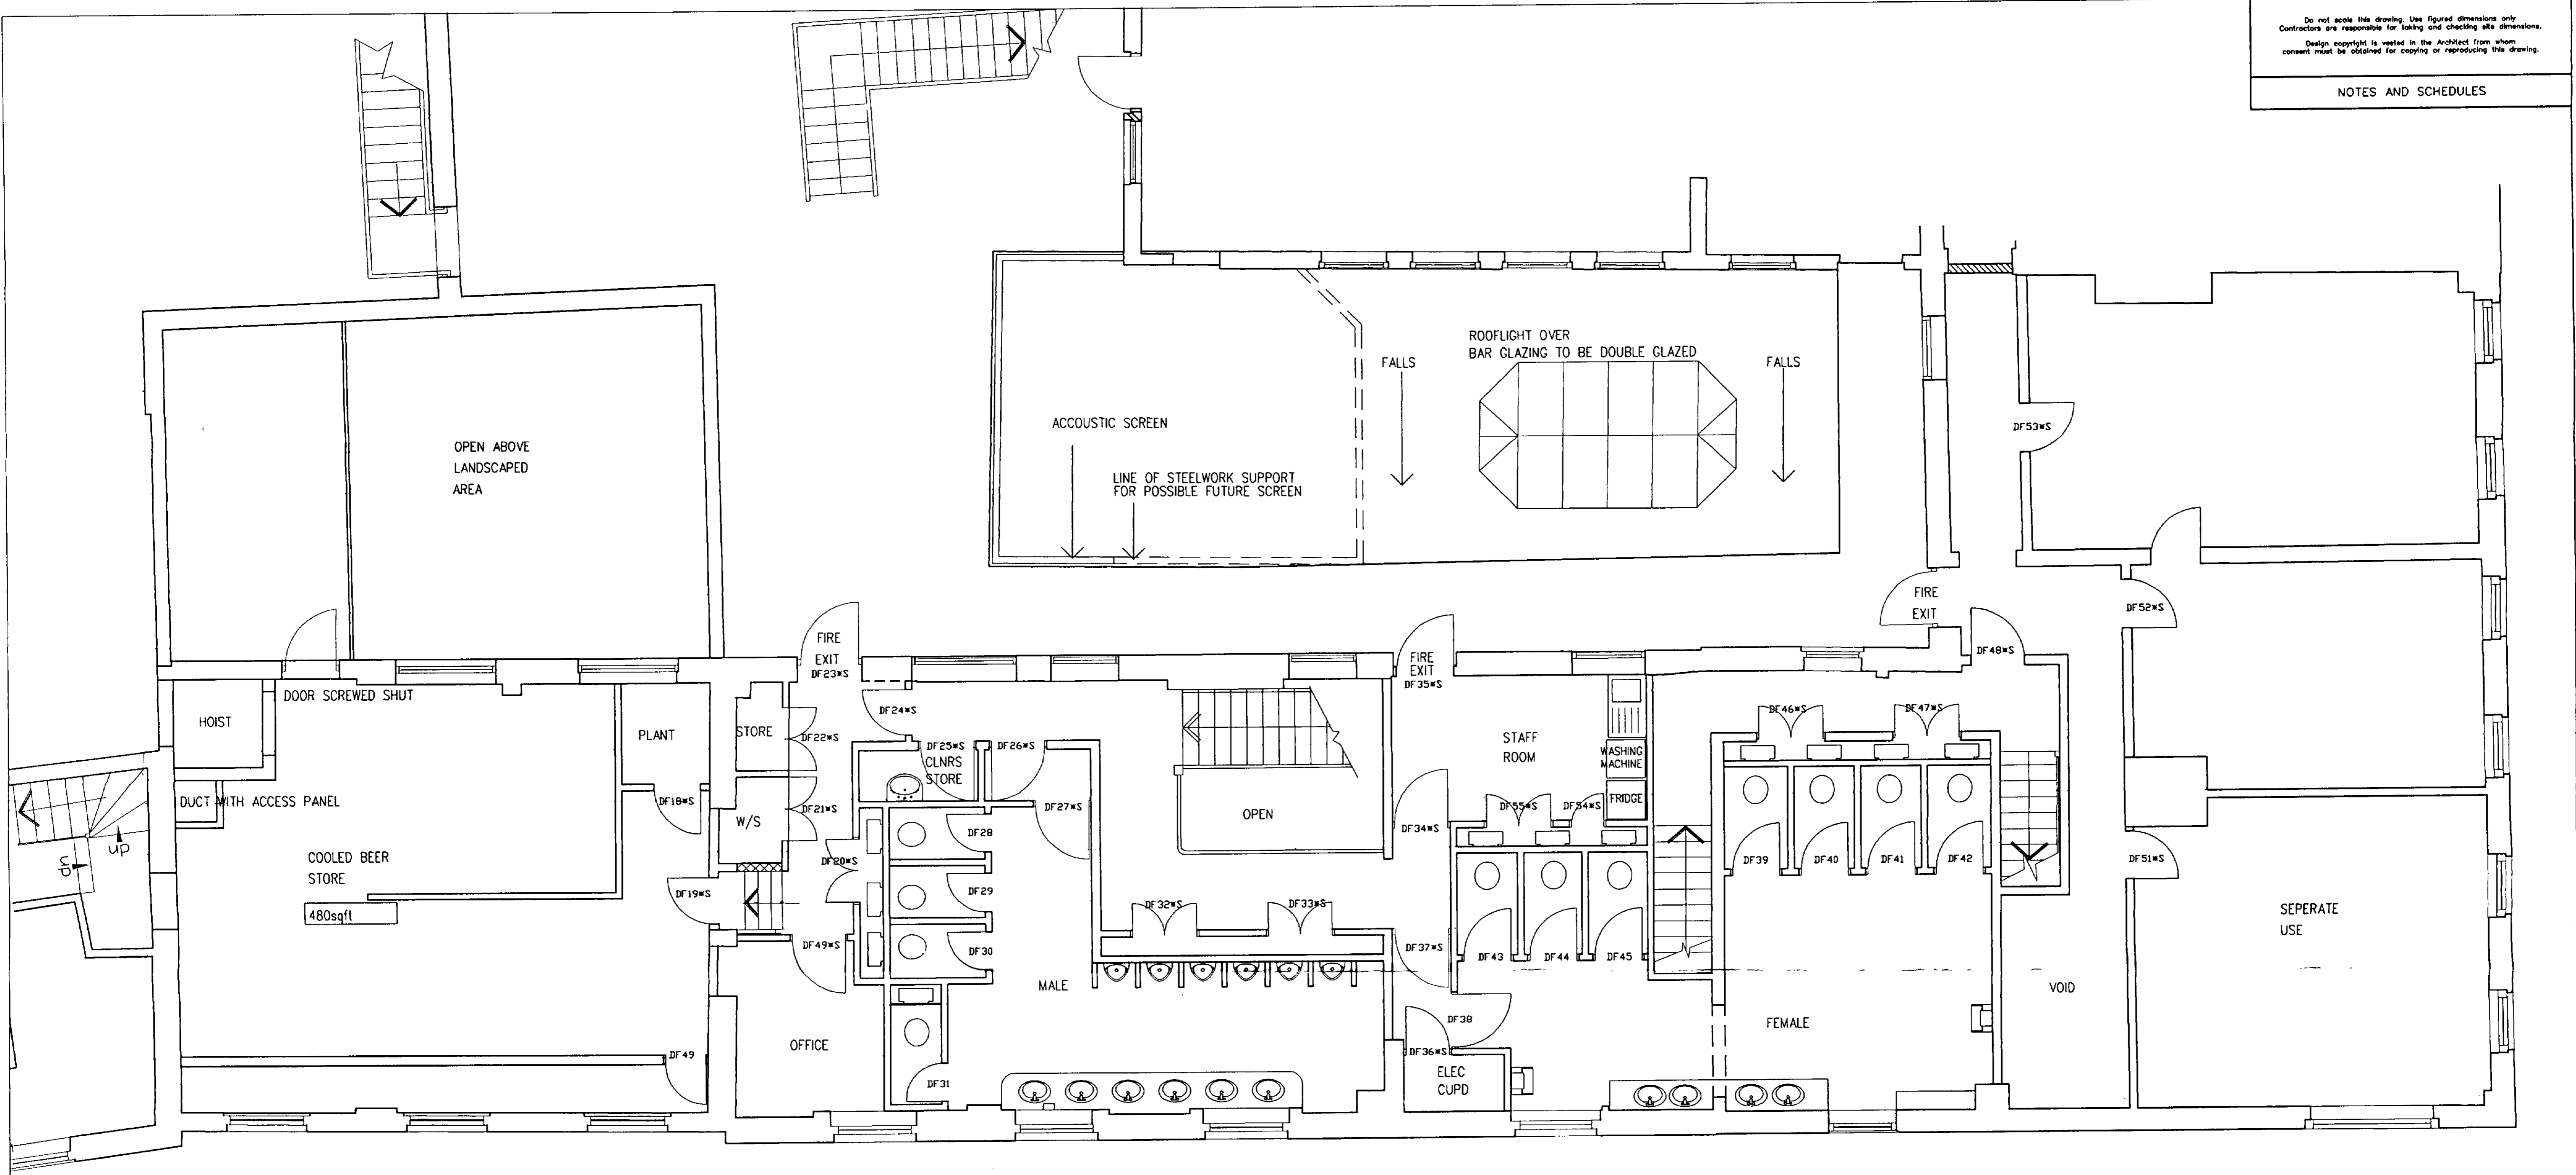 Do not scale this drawing. Use figured dimensions only
Contractors are responsible for taking and checking site dimensions.
Design copyright is vested in the Architect from whom
consent must be obtained for copying or reproducing this drawing.
NOTES AND SCHEDULES
ROOFLIGHT OVER
BAR GLAZING TO BE DOUBLE GLAZED
FALLS
FALLS
ACCOUSTIC SCREEN
LINE OF STEELWORK SUPPORT
FOR POSSIBLE FUTURE SCREEN
OPEN ABOVE
LANDSCAPED
AREA
DF53*S
FIRE
EXIT
DF52*S
DF48*S
FIRE
EXIT
DF23*S
FIRE
EXIT
DF35*S
DOOR SCREWED SHUT
HOIST
PLANT
STORE
DF22*S
DF24*S
DF25*S
CLNRS
STORE
DF26*S
STAFF
ROOM
WASHING
MACHINE
FRIDGE
DF46*S
DF47*S
DUCT WITH ACCESS PANEL
DF18*S
DF21*S
W/S
DF27*S
OPEN
DF55*S
DF54*S
DF34*S
up
up
COOLED BEER
STORE
480sqft
DF19*S
DF20*S
DF28
DF29
DF30
DF39
DF40
DF41
DF42
DF51*S
DF32*S
DF33*S
DF49*S
DF37*S
DF43
DF44
DF45
SEPERATE
USE
MALE
VOID
OFFICE
DF38
FEMALE
DF49
DF31
DF36*S
ELEC
CUPD